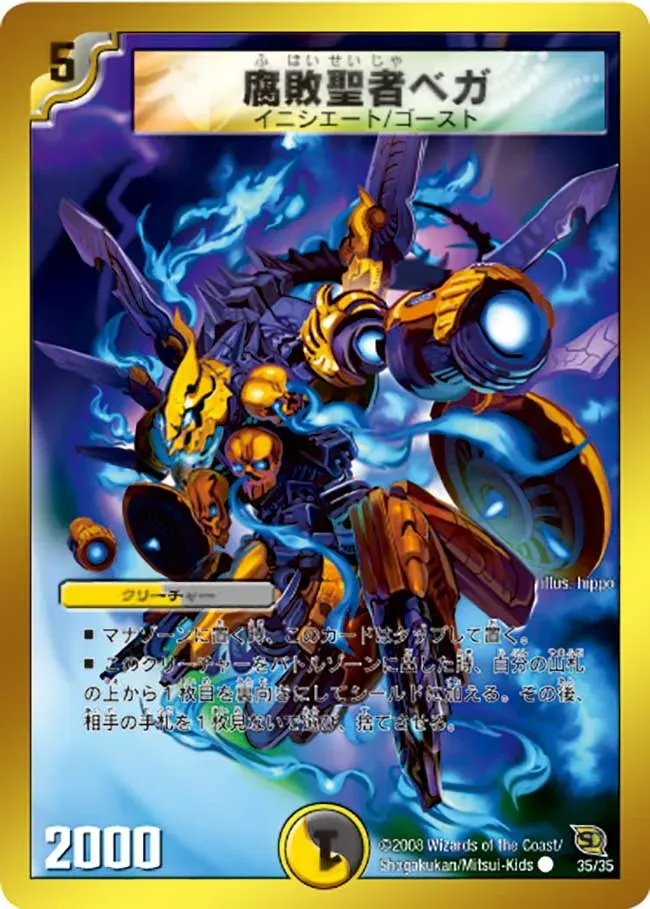 5
ふはいせいじゃ
腐敗聖者ベガ
イニシエート/ゴースト
illus. hippo
クリーチャー
■ マナゾーンに置く時、このカードはタップして置く。
■ このクリーチャーをバトルゾーンに出した時、自分の山札
の上から1枚目を裏向きにしてシールドに加える。その後、
相手の手札を1枚見ないで選び、捨てさせる。
2000
1
©2008 Wizards of the Coast/
Shogakukan/Mitsui-Kids
SD
35/35